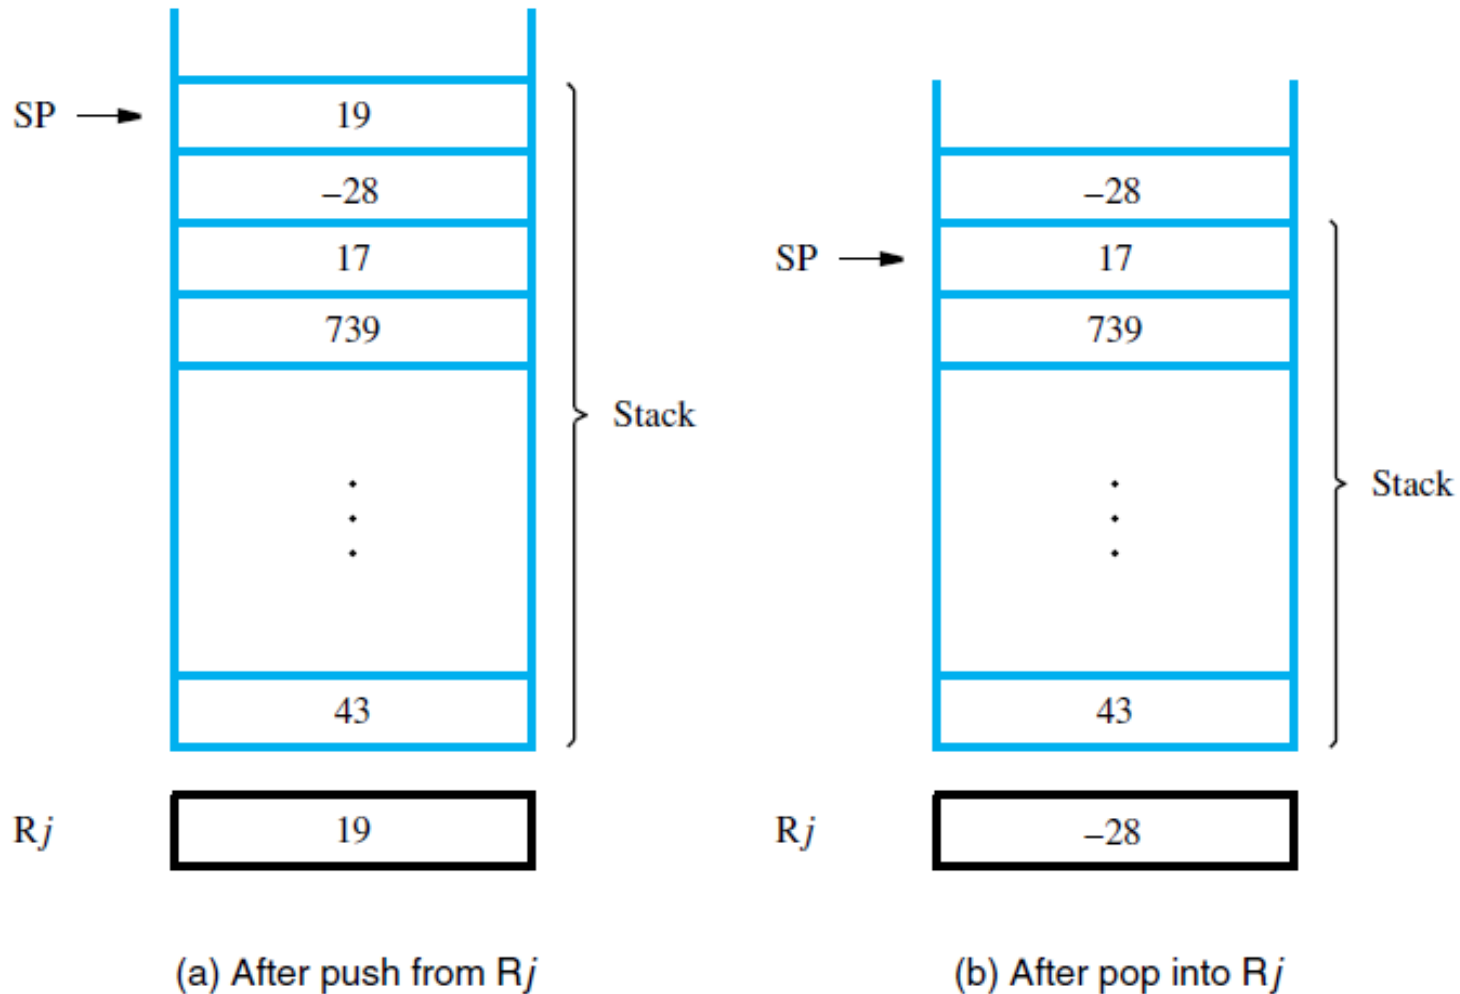 SP
19
–28
17
739
Stack
43
Rj
19
(a) After push from Rj
–28
SP
17
739
Stack
43
Rj
–28
(b) After pop into Rj